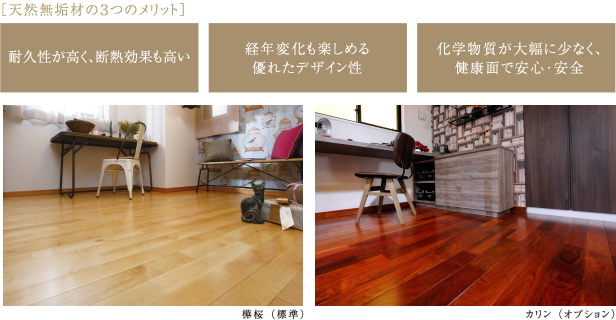 ［天然無垢材の3つのメリット］
耐久性が高く、断熱効果も高い
経年変化も楽しめる
優れたデザイン性
化学物質が大幅に少なく、
健康面で安心・安全
樺桜（標準）
カリン（オプション）